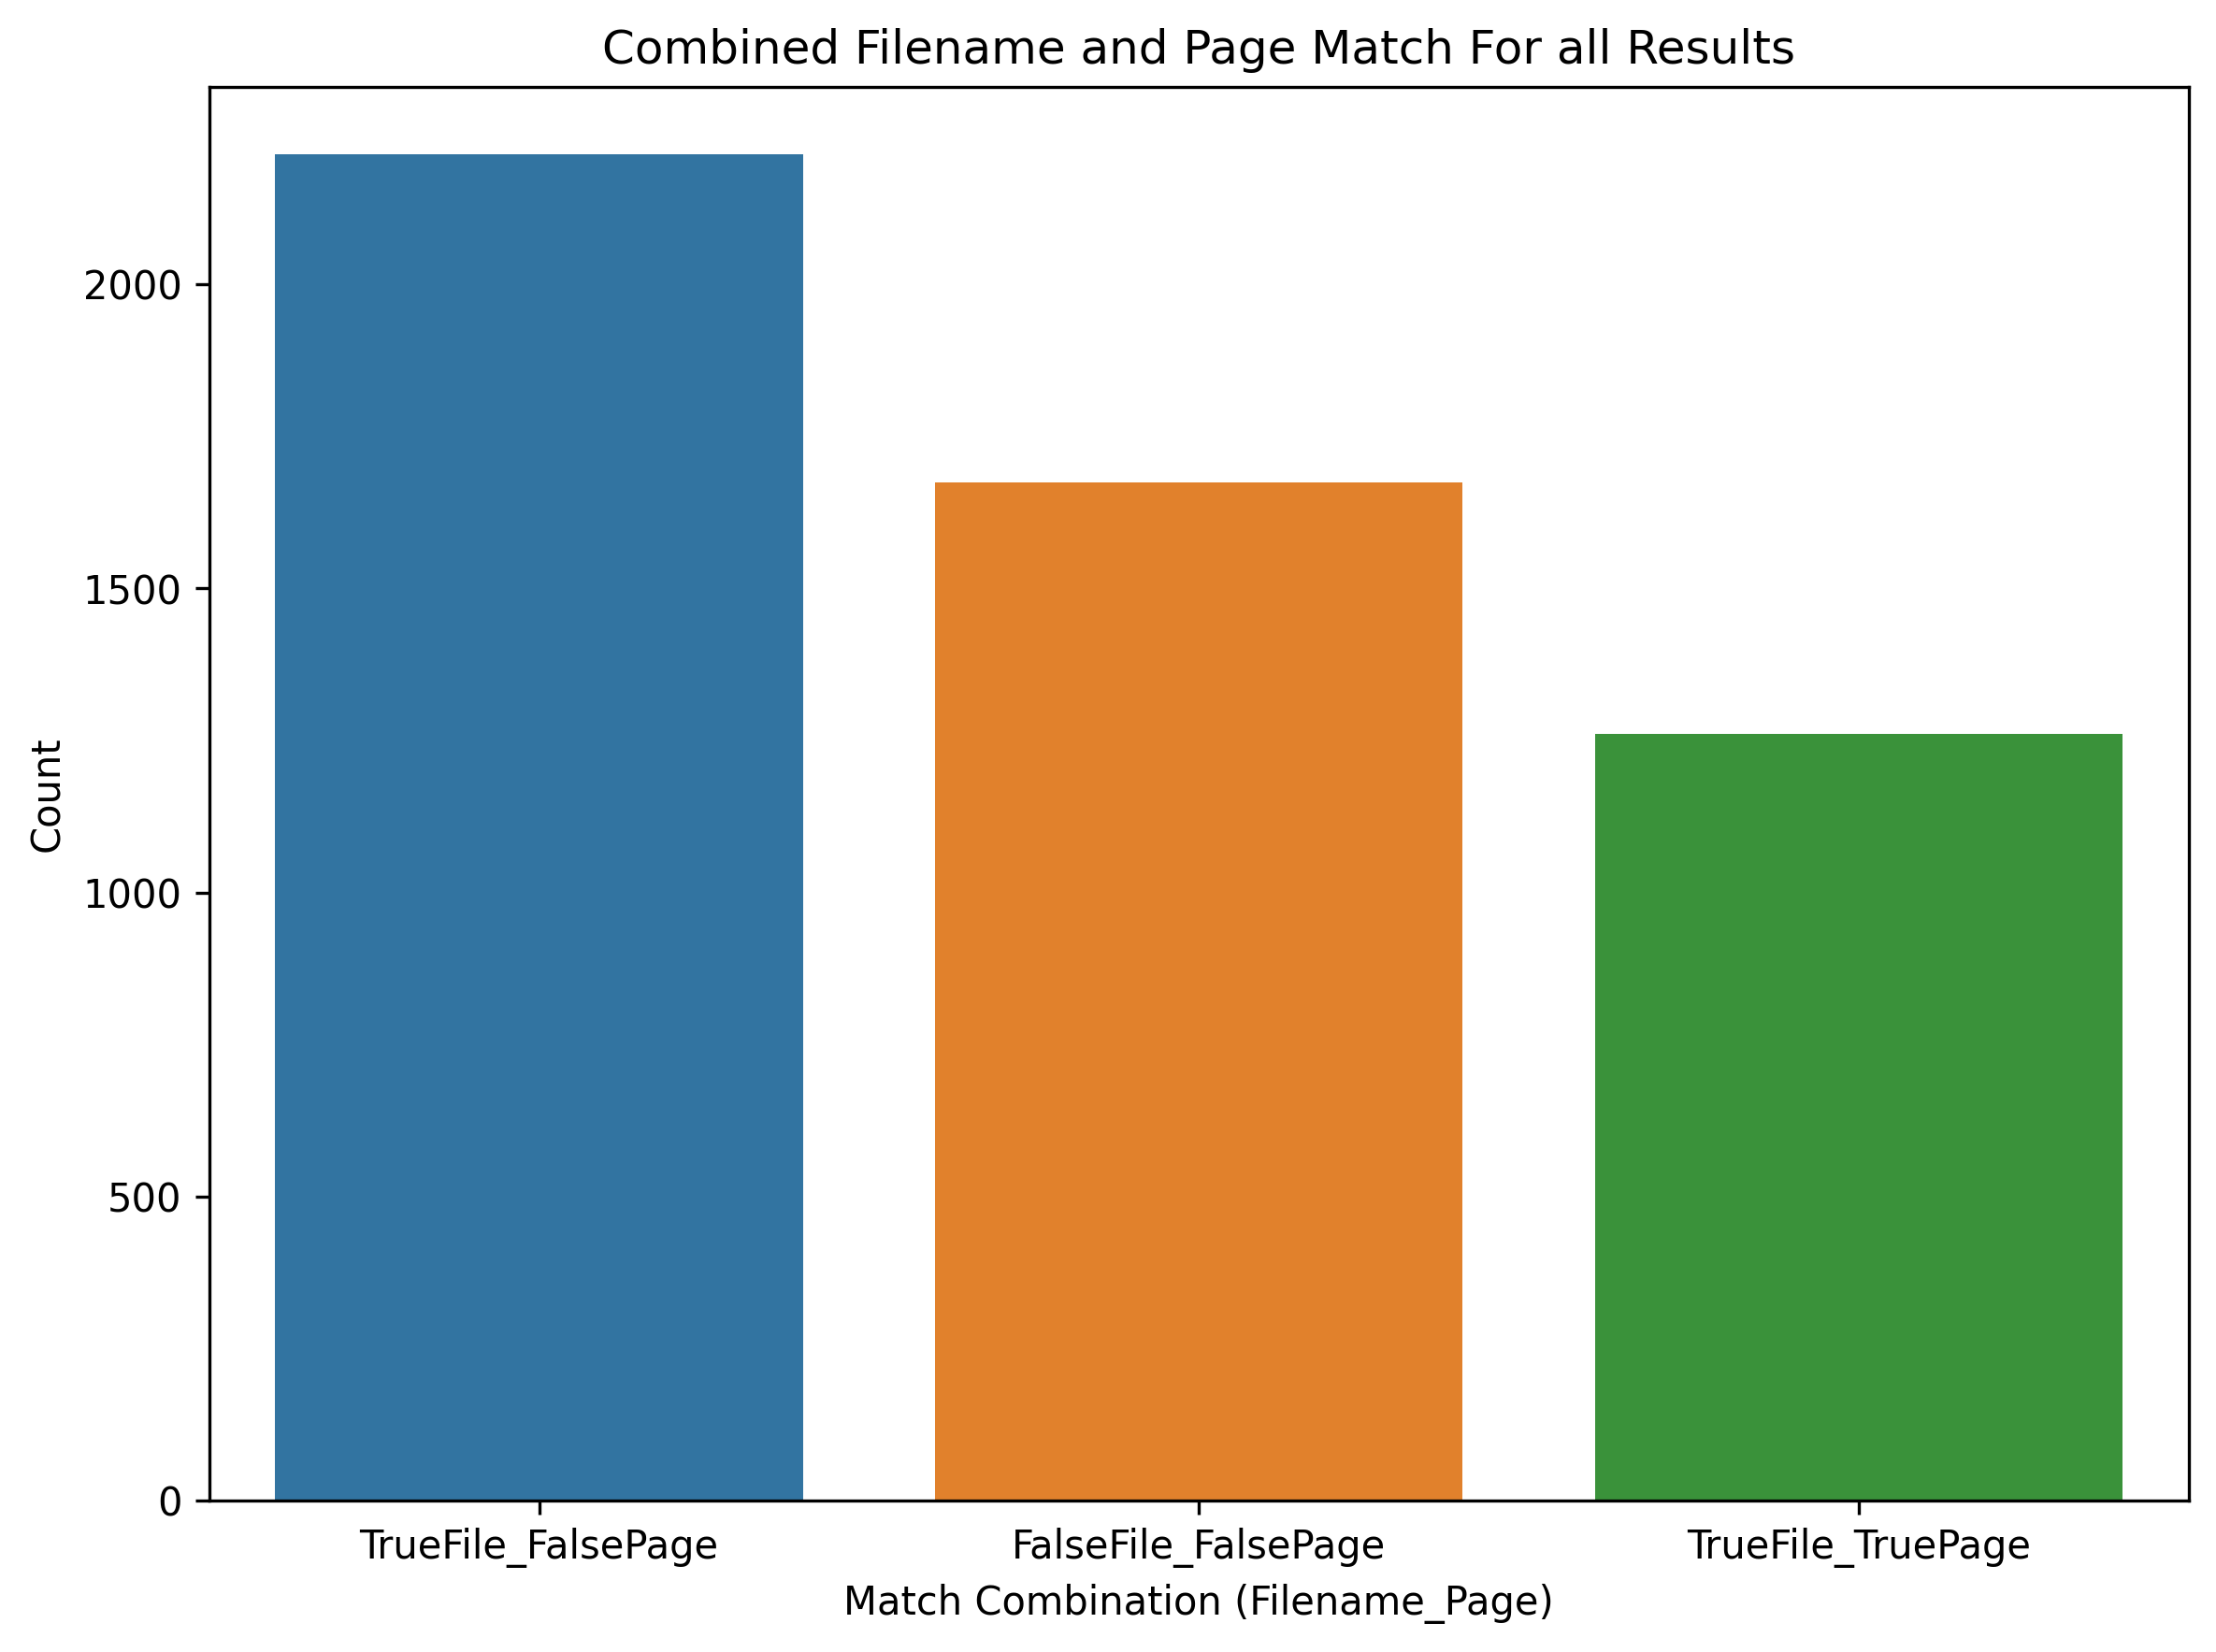 Combined Filename and Page Match For all Results
Count
2000
1500
1000
500
0
TrueFile_FalsePage
FalseFile_FalsePage
TrueFile_TruePage
Match Combination (Filename_Page)